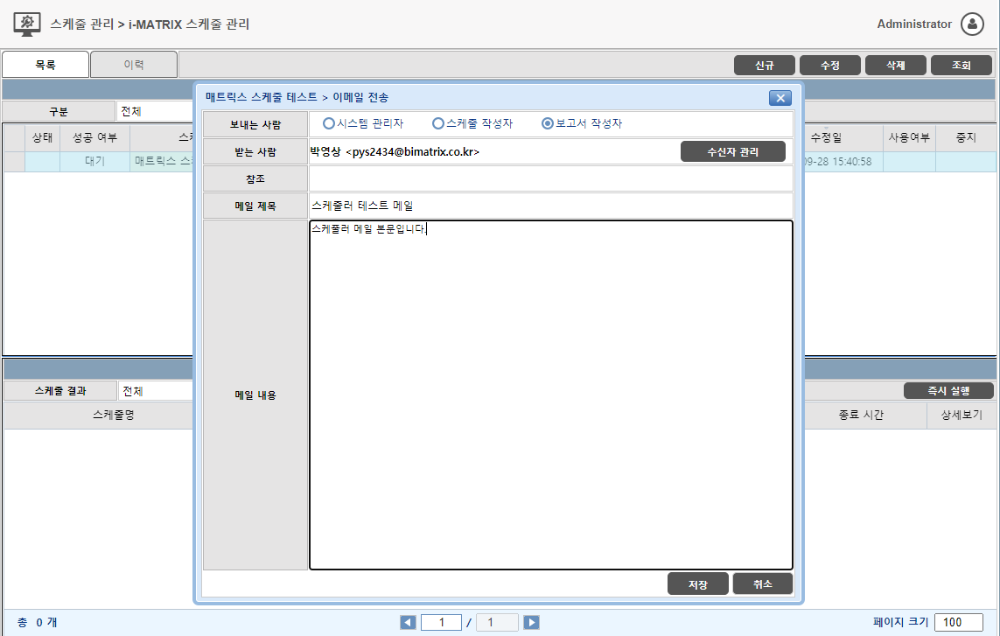 스케줄 관리 > i-MATRIX 스케줄 관리
Administrator
목록
이력
신규
수정
삭제
조회
매트릭스 스케줄 테스트 > 이메일 전송
구분
전체
보내는 사람
시스템 관리자
스케줄 작성자
보고서 작성자
상태
성공 여부
수정일
사용여부
중지
받는 사람
박영상 <pys2434@bimatrix.co.kr>
수신자 관리
대기
매트릭스 스
09-28 15:40:58
참조
메일 제목
스케줄러 테스트 메일
메일 내용
스케쭐러 메일 본문입니다.
스케줄 결과
전체
즉시 실행
스케줄명
종료 시간
상세보기
저장
취소
총 0 개
1
/
1
페이지 크기
100